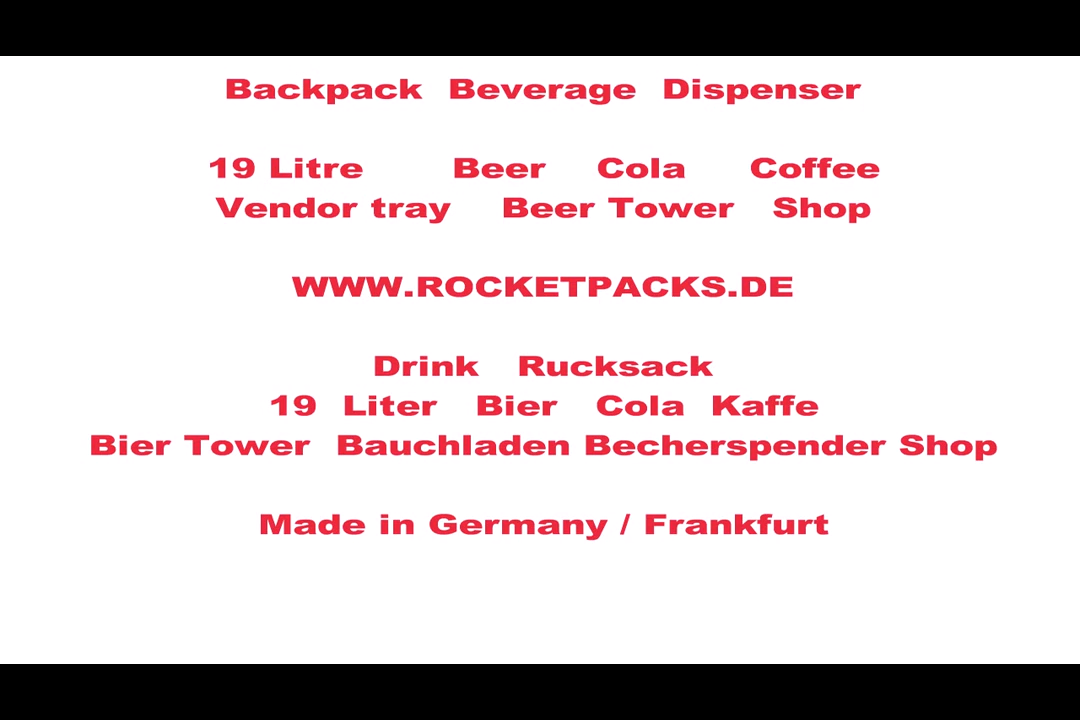 Backpack Beverage Dispenser
19 Litre Beer Cola Coffee
Vendor tray Beer Tower Shop
WWW.ROCKETPACKS.DE
Drink Rucksack
19 Liter Bier Cola Kaffe
Bier Tower Bauchladen Becherspender Shop
Made in Germany / Frankfurt